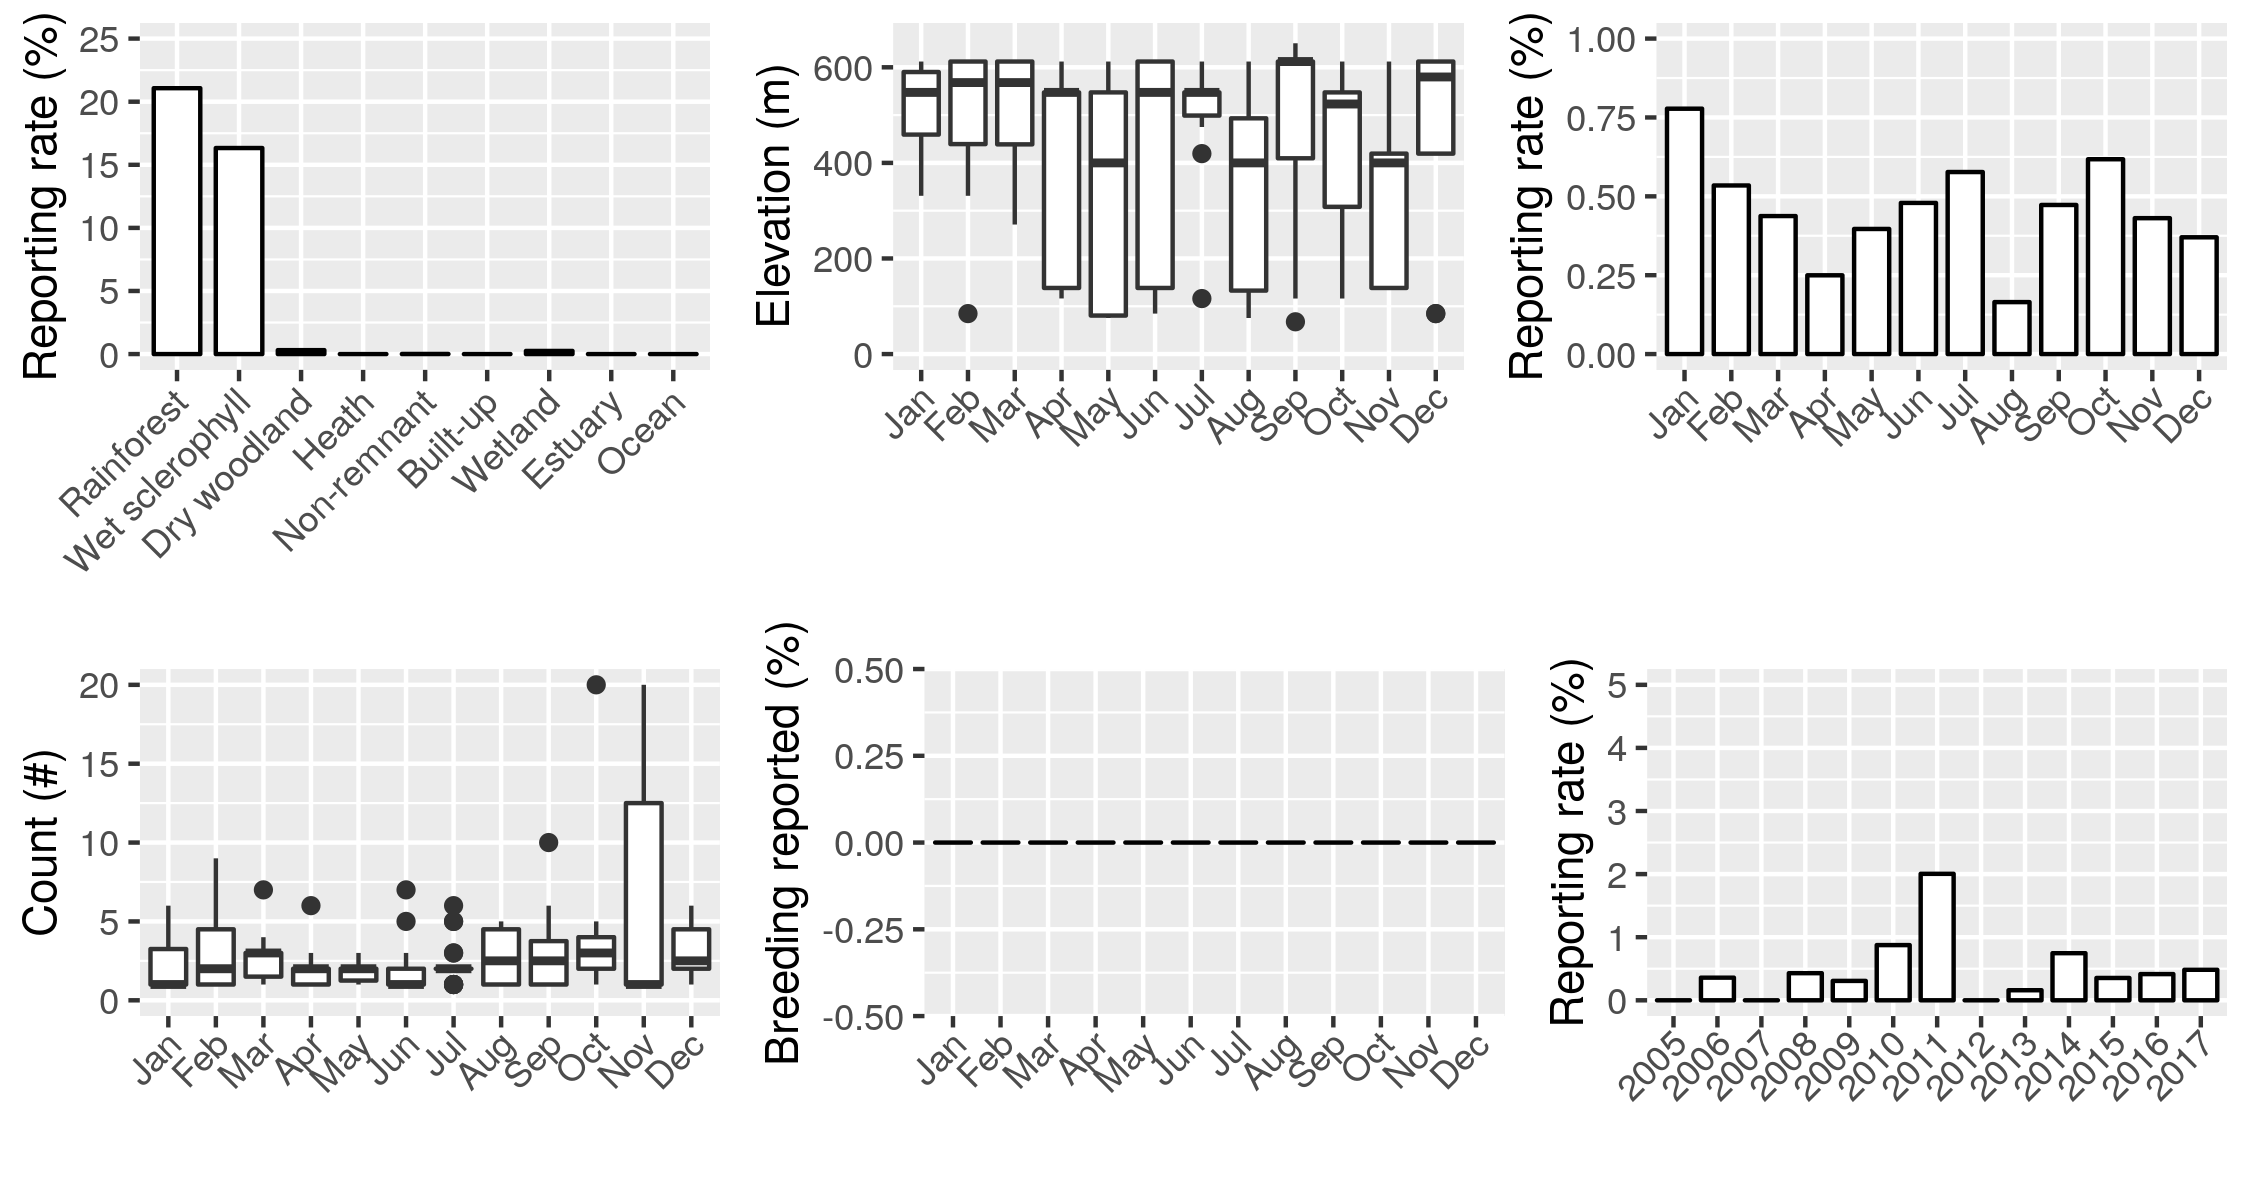 Reporting rate (%)
25
20
15
10
5
0
Rainforest
Wet sclerophyll
Dry woodland
Heath
Non-remnant
Built-up
Wetland
Estuary
Ocean
Elevation (m)
600
400
200
0
Jan
Feb
Mar
Apr
May
Jun
Jul
Aug
Sep
Oct
Nov
Dec
Reporting rate (%)
1.00
0.75
0.50
0.25
0.00
Jan
Feb
Mar
Apr
May
Jun
Jul
Aug
Sep
Oct
Nov
Dec
Count (#)
20
15
10
5
0
Jan
Feb
Mar
Apr
May
Jun
Jul
Aug
Sep
Oct
Nov
Dec
Breeding reported (%)
0.50
0.25
0.00
-0.25
-0.50
Jan
Feb
Mar
Apr
May
Jun
Jul
Aug
Sep
Oct
Nov
Dec
Reporting rate (%)
5
4
3
2
1
0
2005
2006
2007
2008
2009
2010
2011
2012
2013
2014
2015
2016
2017